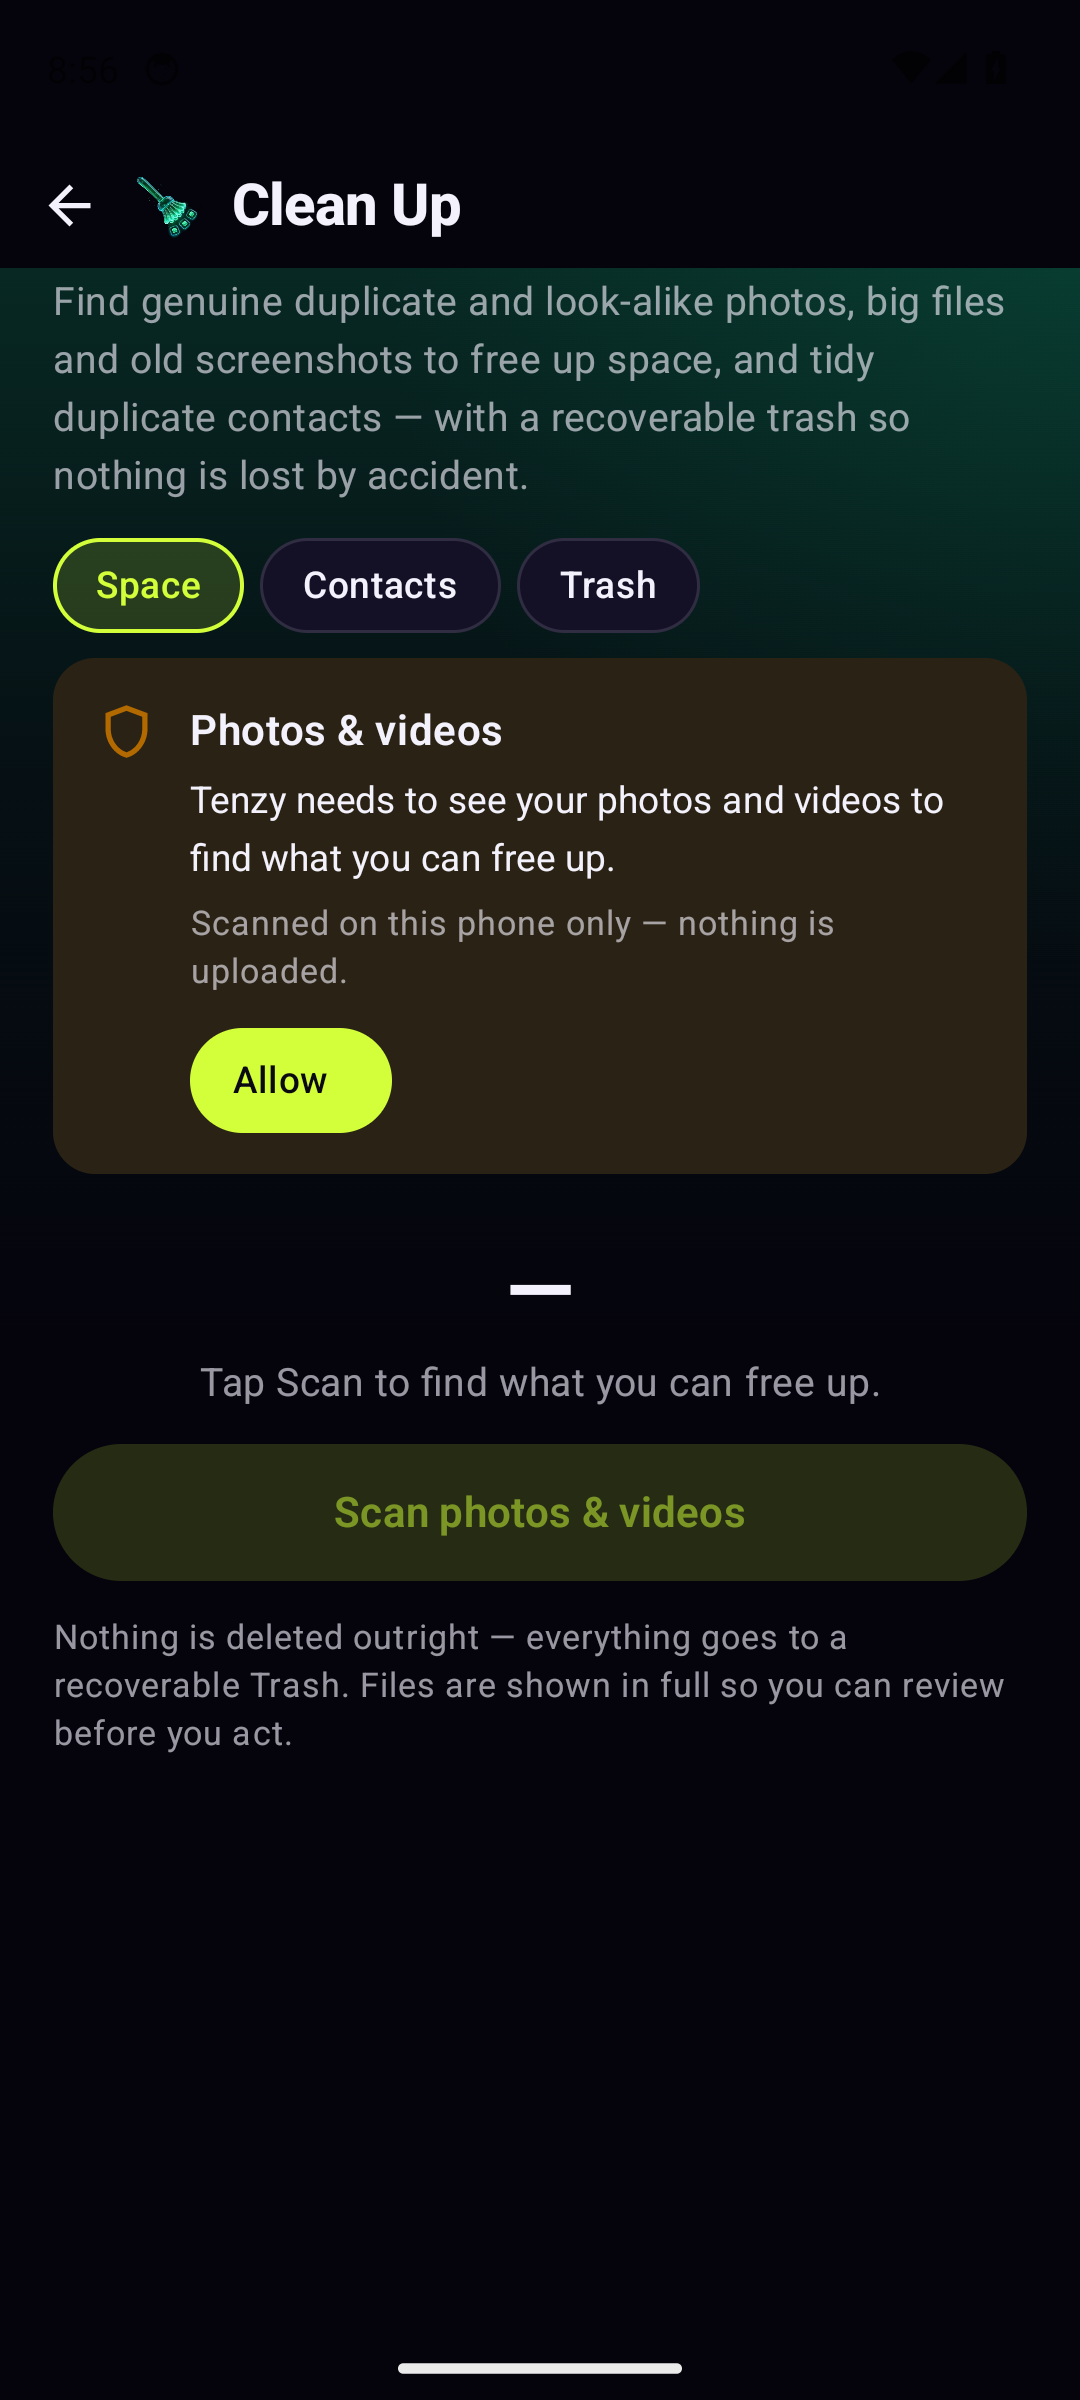 8:56
Clean Up
Find genuine duplicate and look-alike photos, big files
and old screenshots to free up space, and tidy
duplicate contacts — with a recoverable trash so
nothing is lost by accident.
Space
Contacts
Trash
Photos & videos
Tenzy needs to see your photos and videos to
find what you can free up.
Scanned on this phone only — nothing is
uploaded.
Allow
—
Tap Scan to find what you can free up.
Scan photos & videos
Nothing is deleted outright — everything goes to a
recoverable Trash. Files are shown in full so you can review
before you act.